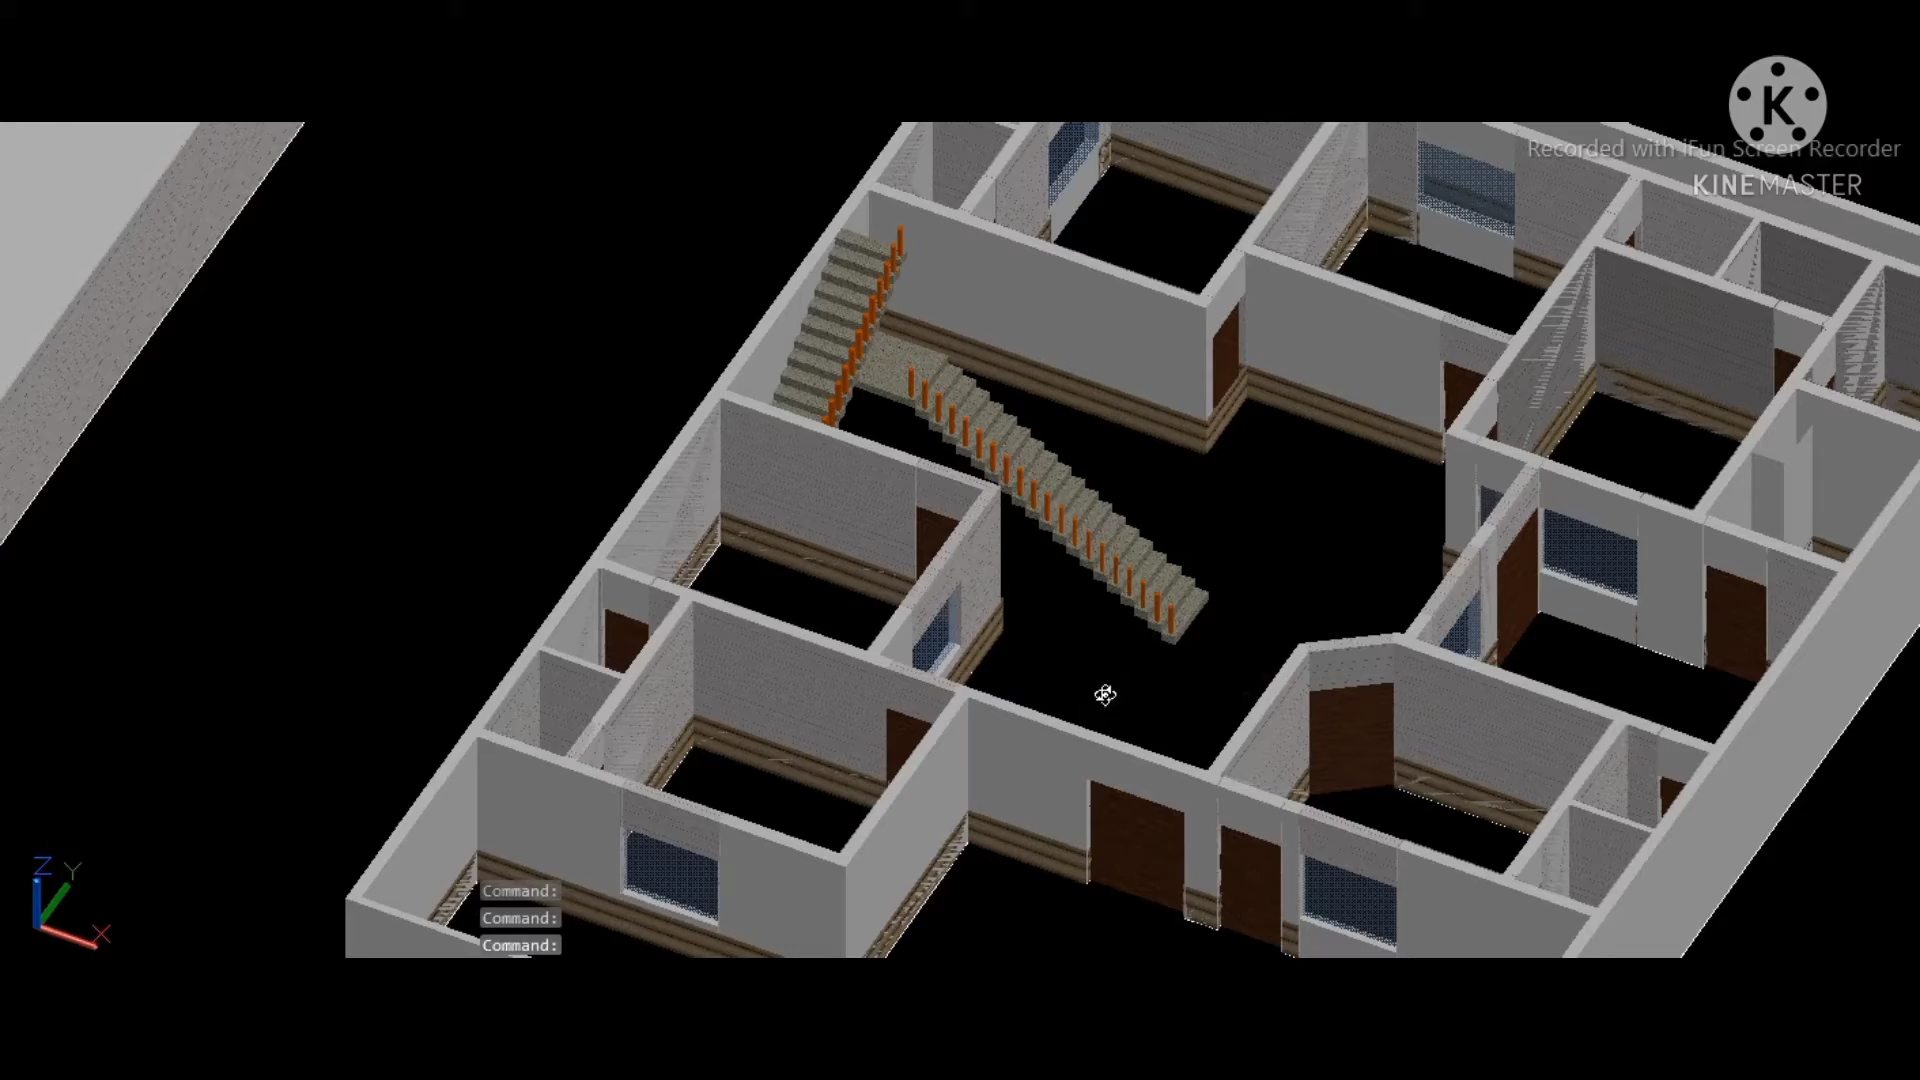 K
Recorded with iFun Screen Recorder
KINEMASTER
Z Y
X
Command:
Command:
Command: